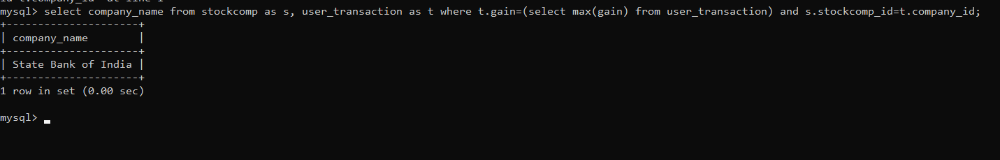 mysql> select company_name from stockcomp as s, user_transaction as t where t.gain=(select max(gain) from user_transaction) and s.stockcomp_id=t.company_id;
+---------------------+
| company_name        |
+---------------------+
| State Bank of India |
+---------------------+
1 row in set (0.00 sec)
mysql>